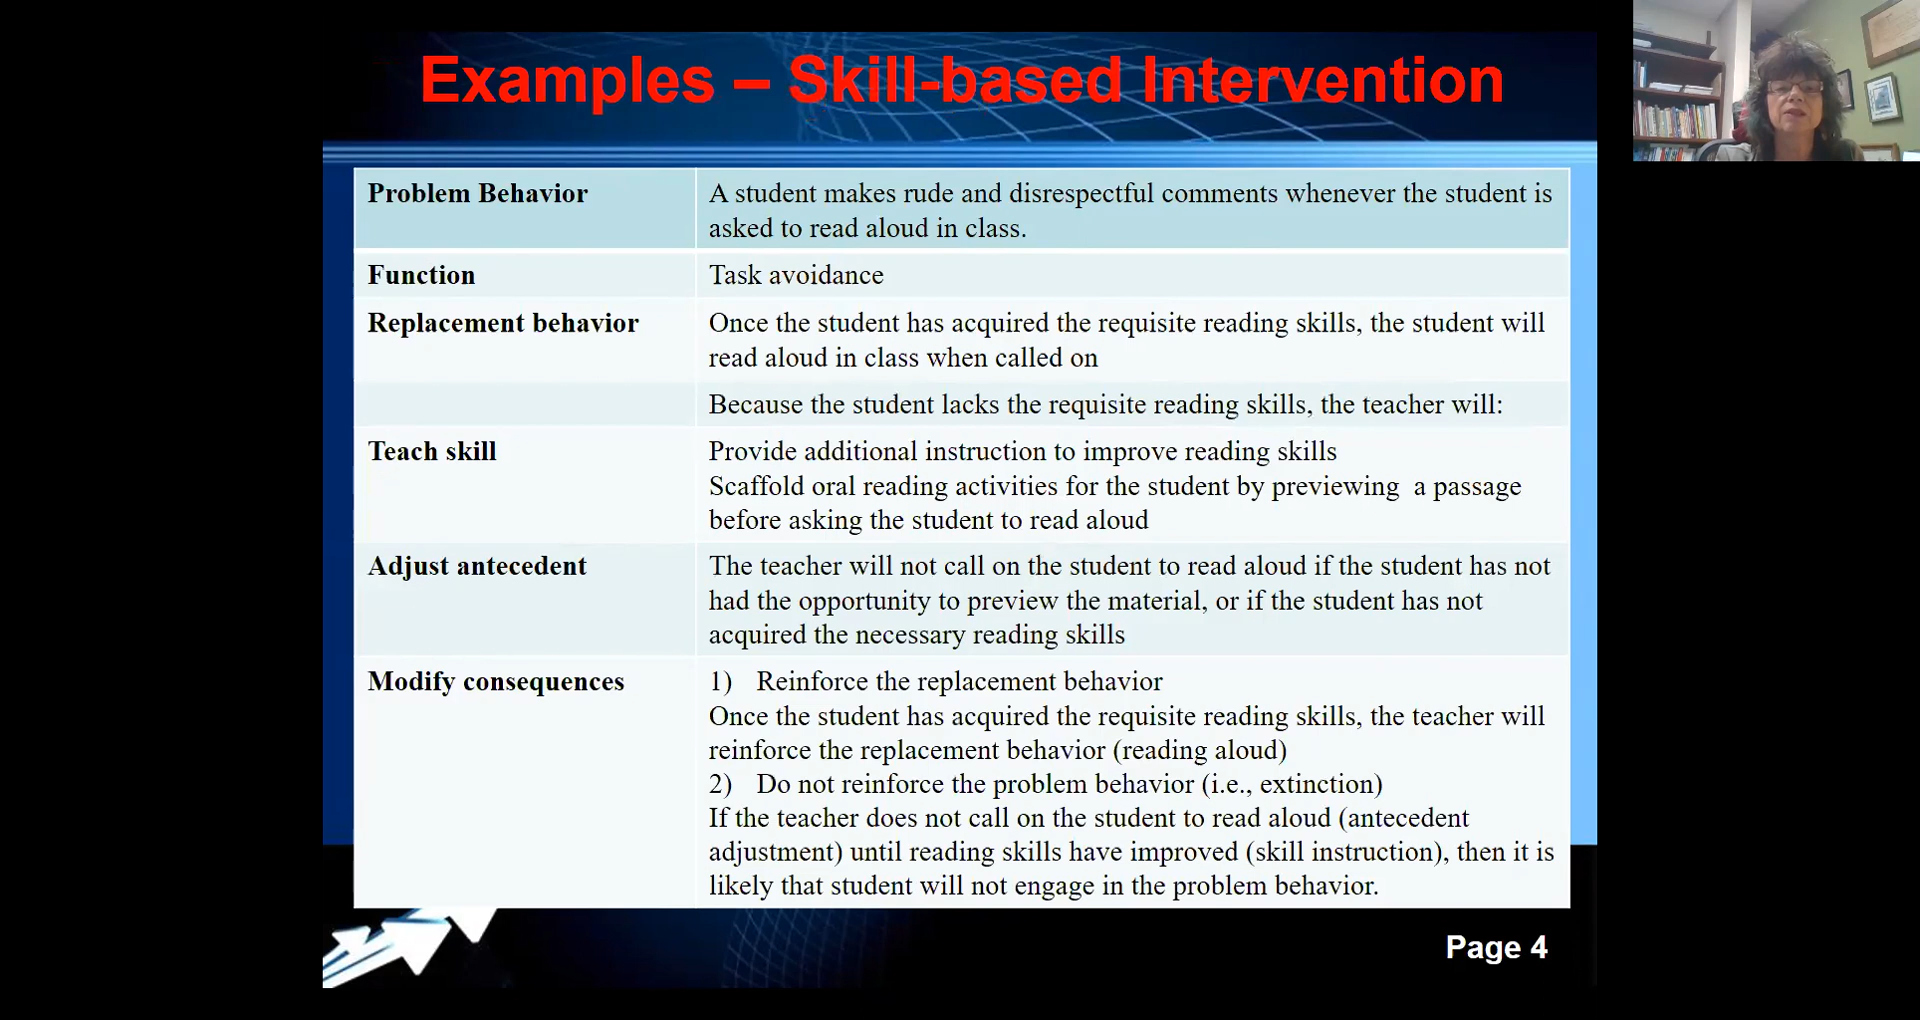 Examples – Skill-based Intervention
Problem Behavior
A student makes rude and disrespectful comments whenever the student is
asked to read aloud in class.
Function
Task avoidance
Replacement behavior
Once the student has acquired the requisite reading skills, the student will
read aloud in class when called on
Because the student lacks the requisite reading skills, the teacher will:
Teach skill
Provide additional instruction to improve reading skills
Scaffold oral reading activities for the student by previewing a passage
before asking the student to read aloud
Adjust antecedent
The teacher will not call on the student to read aloud if the student has not
had the opportunity to preview the material, or if the student has not
acquired the necessary reading skills
Modify consequences
1) Reinforce the replacement behavior
Once the student has acquired the requisite reading skills, the teacher will
reinforce the replacement behavior (reading aloud)
2) Do not reinforce the problem behavior (i.e., extinction)
If the teacher does not call on the student to read aloud (antecedent
adjustment) until reading skills have improved (skill instruction), then it is
likely that student will not engage in the problem behavior.
Page 4